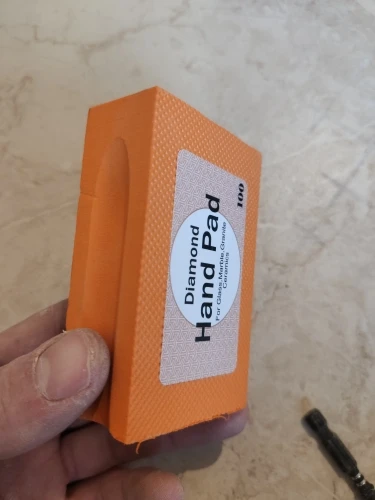 Diamond
Hand Pad
For Glass.Marble.Granite
Ceramics
100